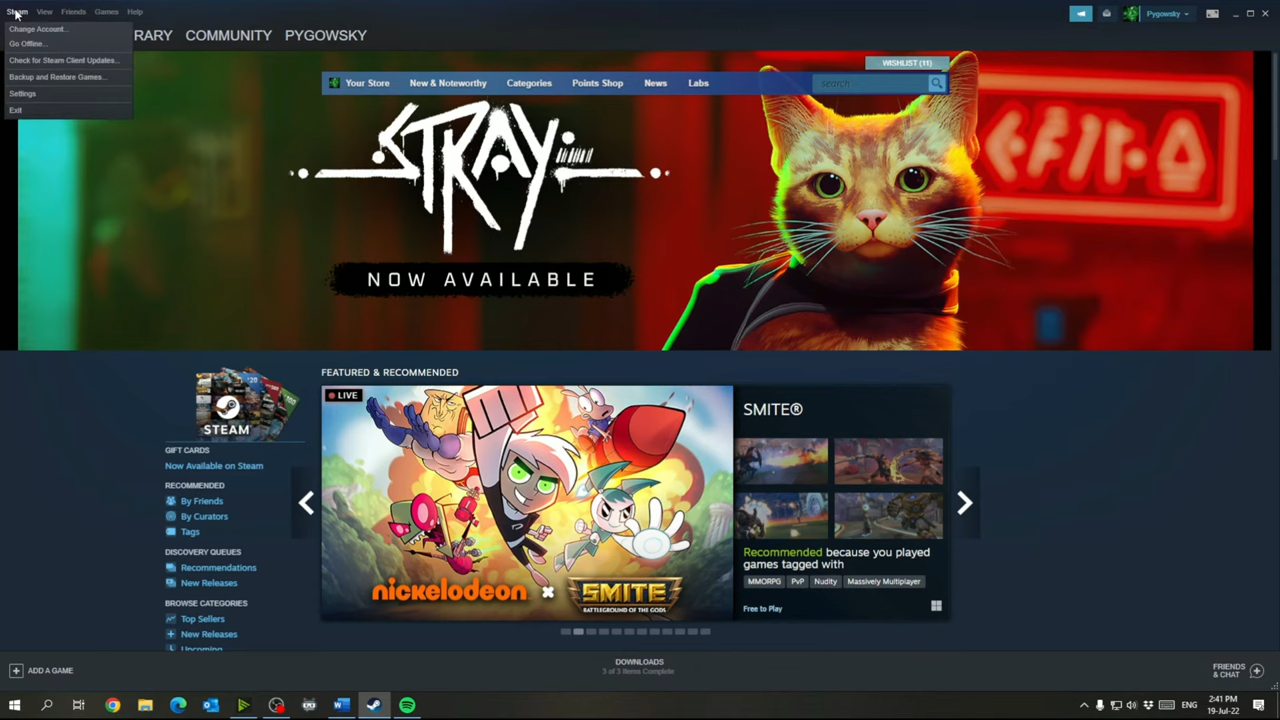 Steam View Friends Games Help
Pygowsky
Change Account...
Go Offline...
Check for Steam Client Updates...
Backup and Restore Games...
Settings
Exit
RARY COMMUNITY PYGOWSKY
WISHLIST (11)
Your Store New & Noteworthy Categories Points Shop News Labs search
STRAY
NOW AVAILABLE
FEATURED & RECOMMENDED
STEAM
GIFT CARDS
Now Available on Steam
RECOMMENDED
By Friends
By Curators
Tags
DISCOVERY QUEUES
Recommendations
New Releases
BROWSE CATEGORIES
Top Sellers
New Releases
Upcoming
LIVE
nickelodeon x SMITE
BATTLEGROUND OF THE GODS
SMITE®
Recommended because you played
games tagged with
MMORPG PvP Nudity Massively Multiplayer
Free to Play
ADD A GAME
DOWNLOADS
3 of 3 Items Complete
FRIENDS
& CHAT
ENG
2:41 PM
19-Jul-22